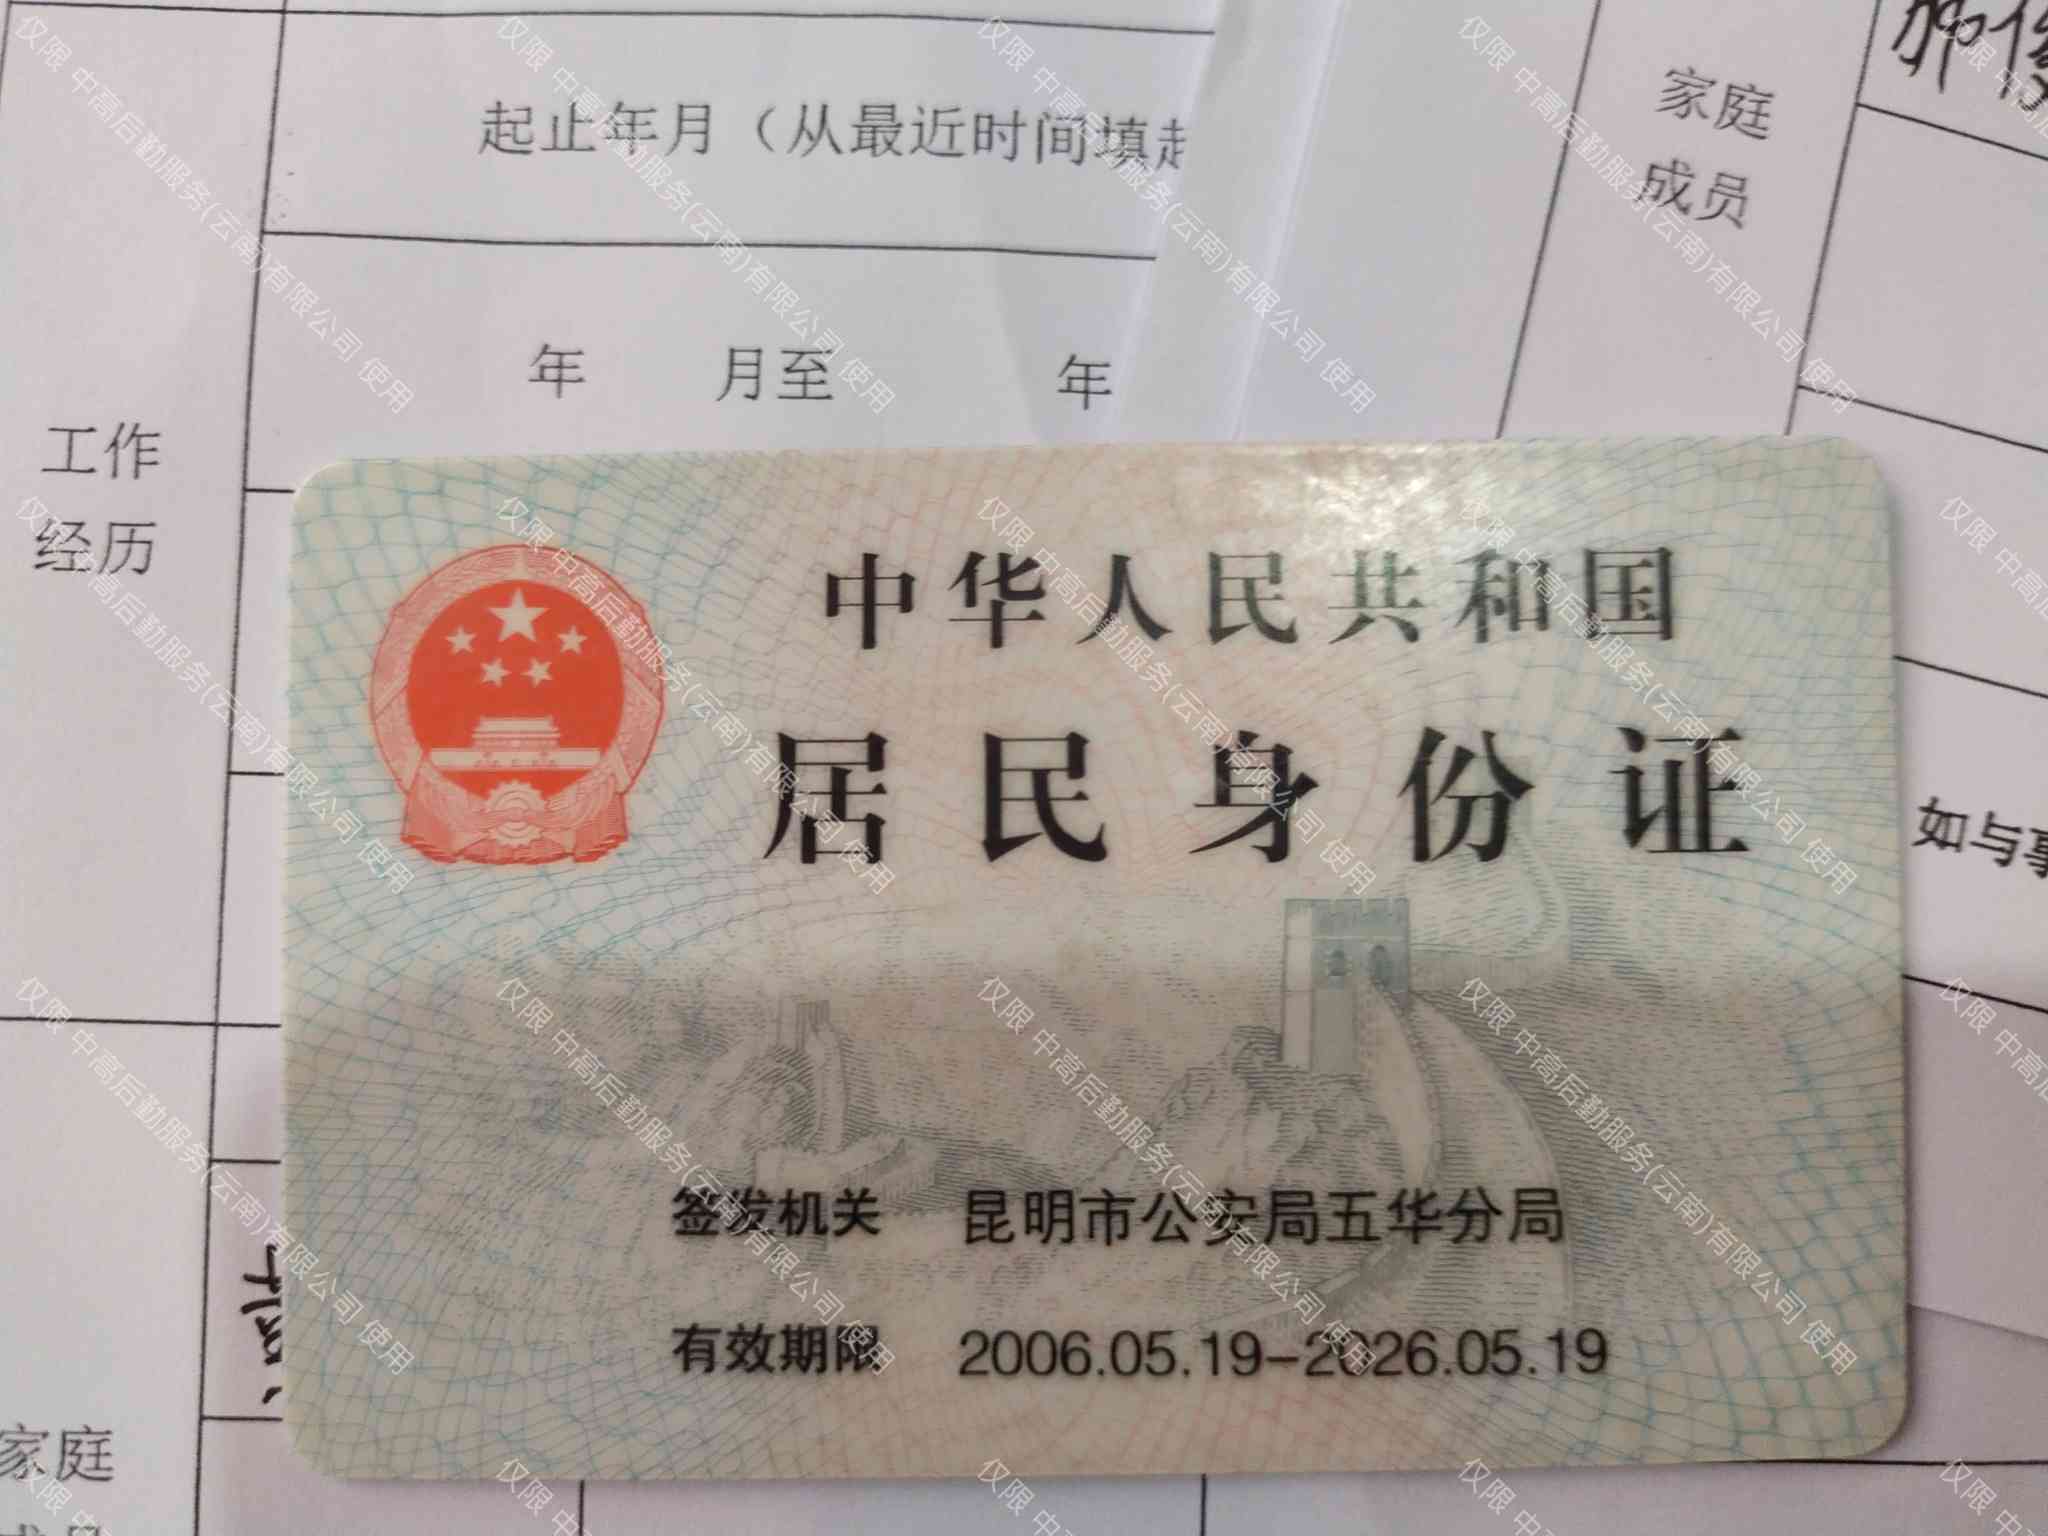 起止年月（从最近时间填
年 月至 年
工作
经历
家庭
成员
如与
中华人民共和国
居民身份证
签发机关 昆明市公安局五华分局
有效期限 2006.05.19-2026.05.19
家庭
仅限 中高后勤服务(云南)有限公司 使用